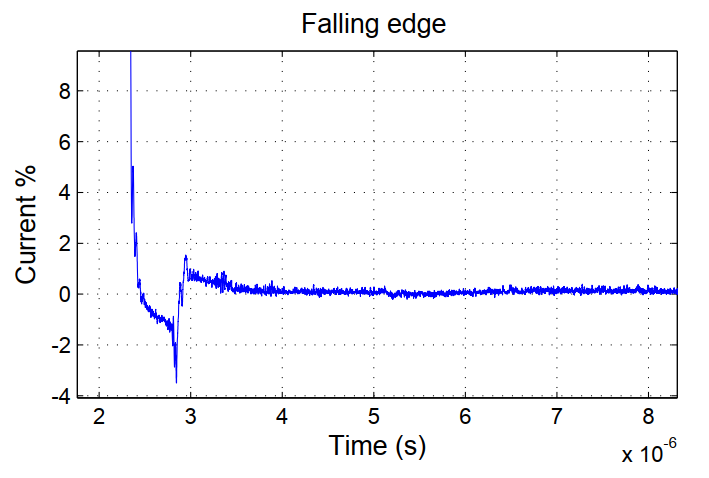 Falling edge
Current %
8
6
4
2
0
-2
-4
2 3 4 5 6 7 8
Time (s)
x 10^-6